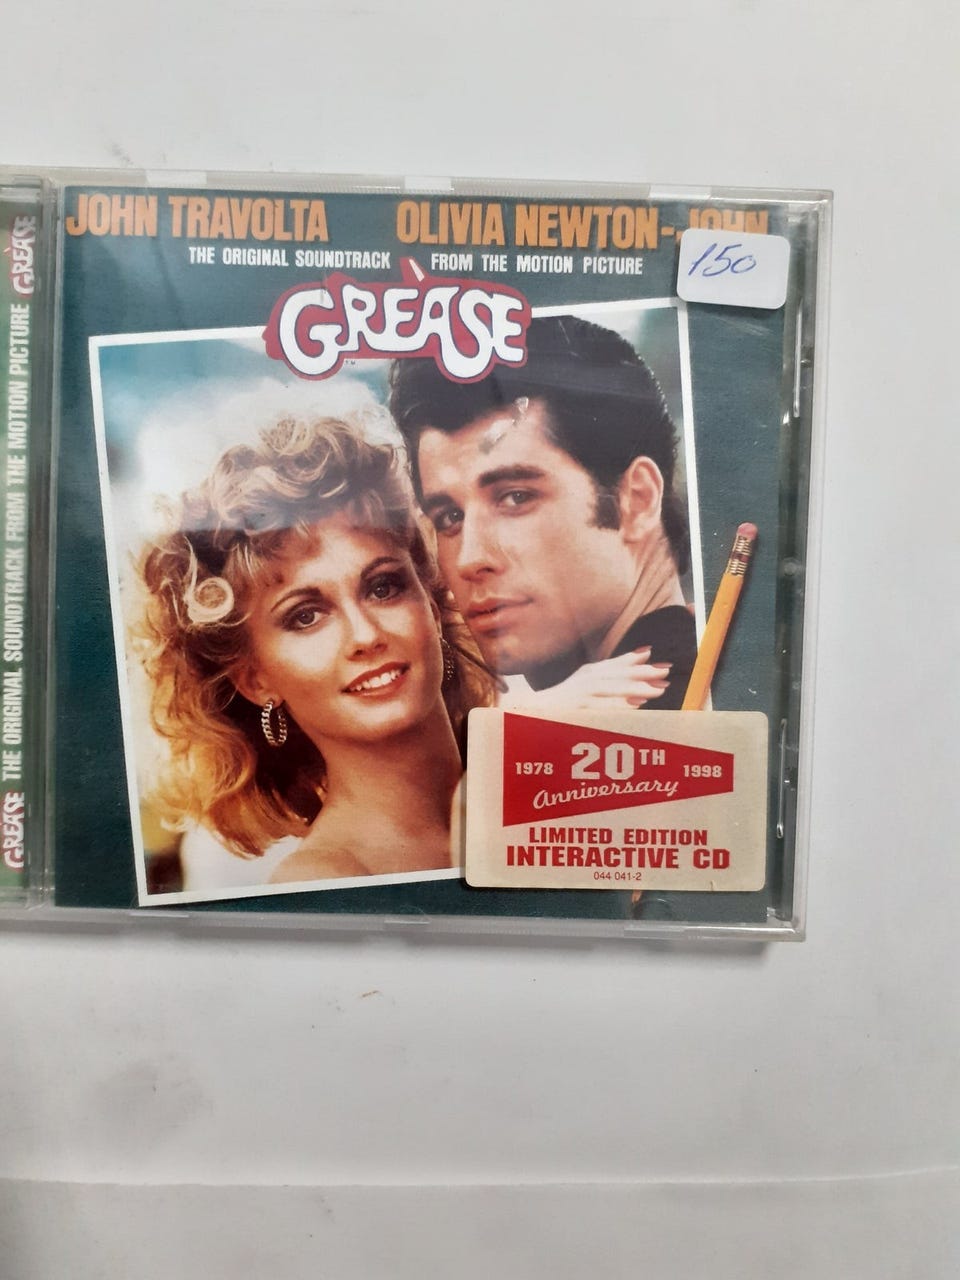 JOHN TRAVOLTA OLIVIA NEWTON-JOHN
THE ORIGINAL SOUNDTRACK FROM THE MOTION PICTURE
150
GREASE
TM
1978 20TH 1998
Anniversary
LIMITED EDITION
INTERACTIVE CD
044 041-2
GREASE THE ORIGINAL SOUNDTRACK FROM THE MOTION PICTURE GREASE